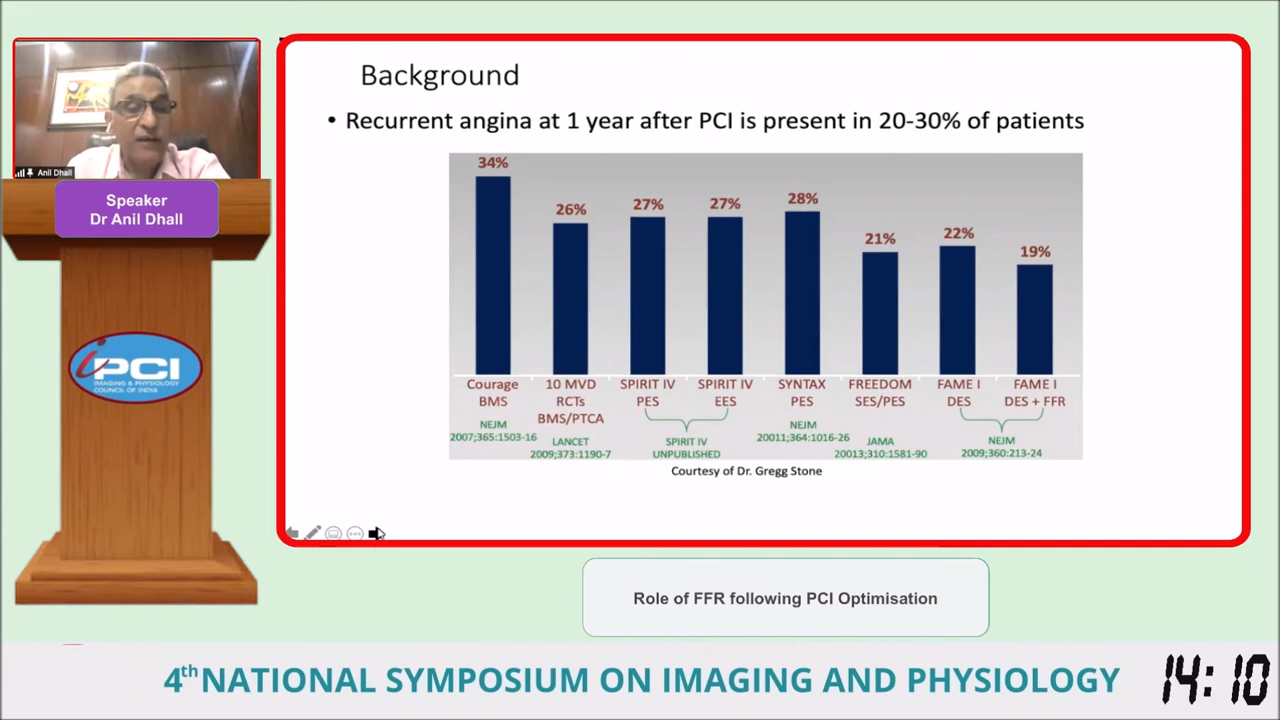 Anil Dhall
Speaker
Dr Anil Dhall
iPCI
IMAGING & PHYSIOLOGY
COUNCIL OF INDIA
Background
• Recurrent angina at 1 year after PCI is present in 20-30% of patients
34%
26%
27%
27%
28%
21%
22%
19%
Courage
BMS
NEJM
2007;365:1503-16
10 MVD
RCTs
BMS/PTCA
LANCET
2009;373:1190-7
SPIRIT IV
PES
SPIRIT IV
EES
SPIRIT IV
UNPUBLISHED
SYNTAX
PES
NEJM
20011;364:1016-26
FREEDOM
SES/PES
JAMA
20013;310:1581-90
FAME I
DES
FAME I
DES + FFR
NEJM
2009;360:213-24
Courtesy of Dr. Gregg Stone
Role of FFR following PCI Optimisation
4th NATIONAL SYMPOSIUM ON IMAGING AND PHYSIOLOGY
14:10